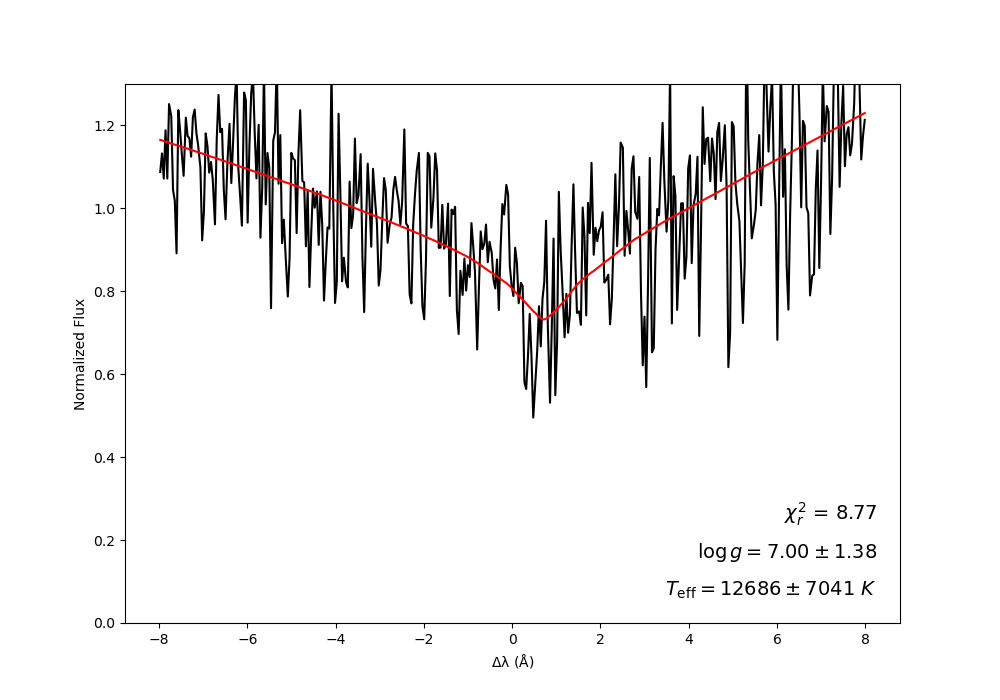 1.2
1.0
0.8
0.6
0.4
0.2
0.0
Normalized Flux
χ²ᵣ = 8.77
log g = 7.00 ± 1.38
T_eff = 12686 ± 7041 K
−8 −6 −4 −2 0 2 4 6 8
Δλ (Å)